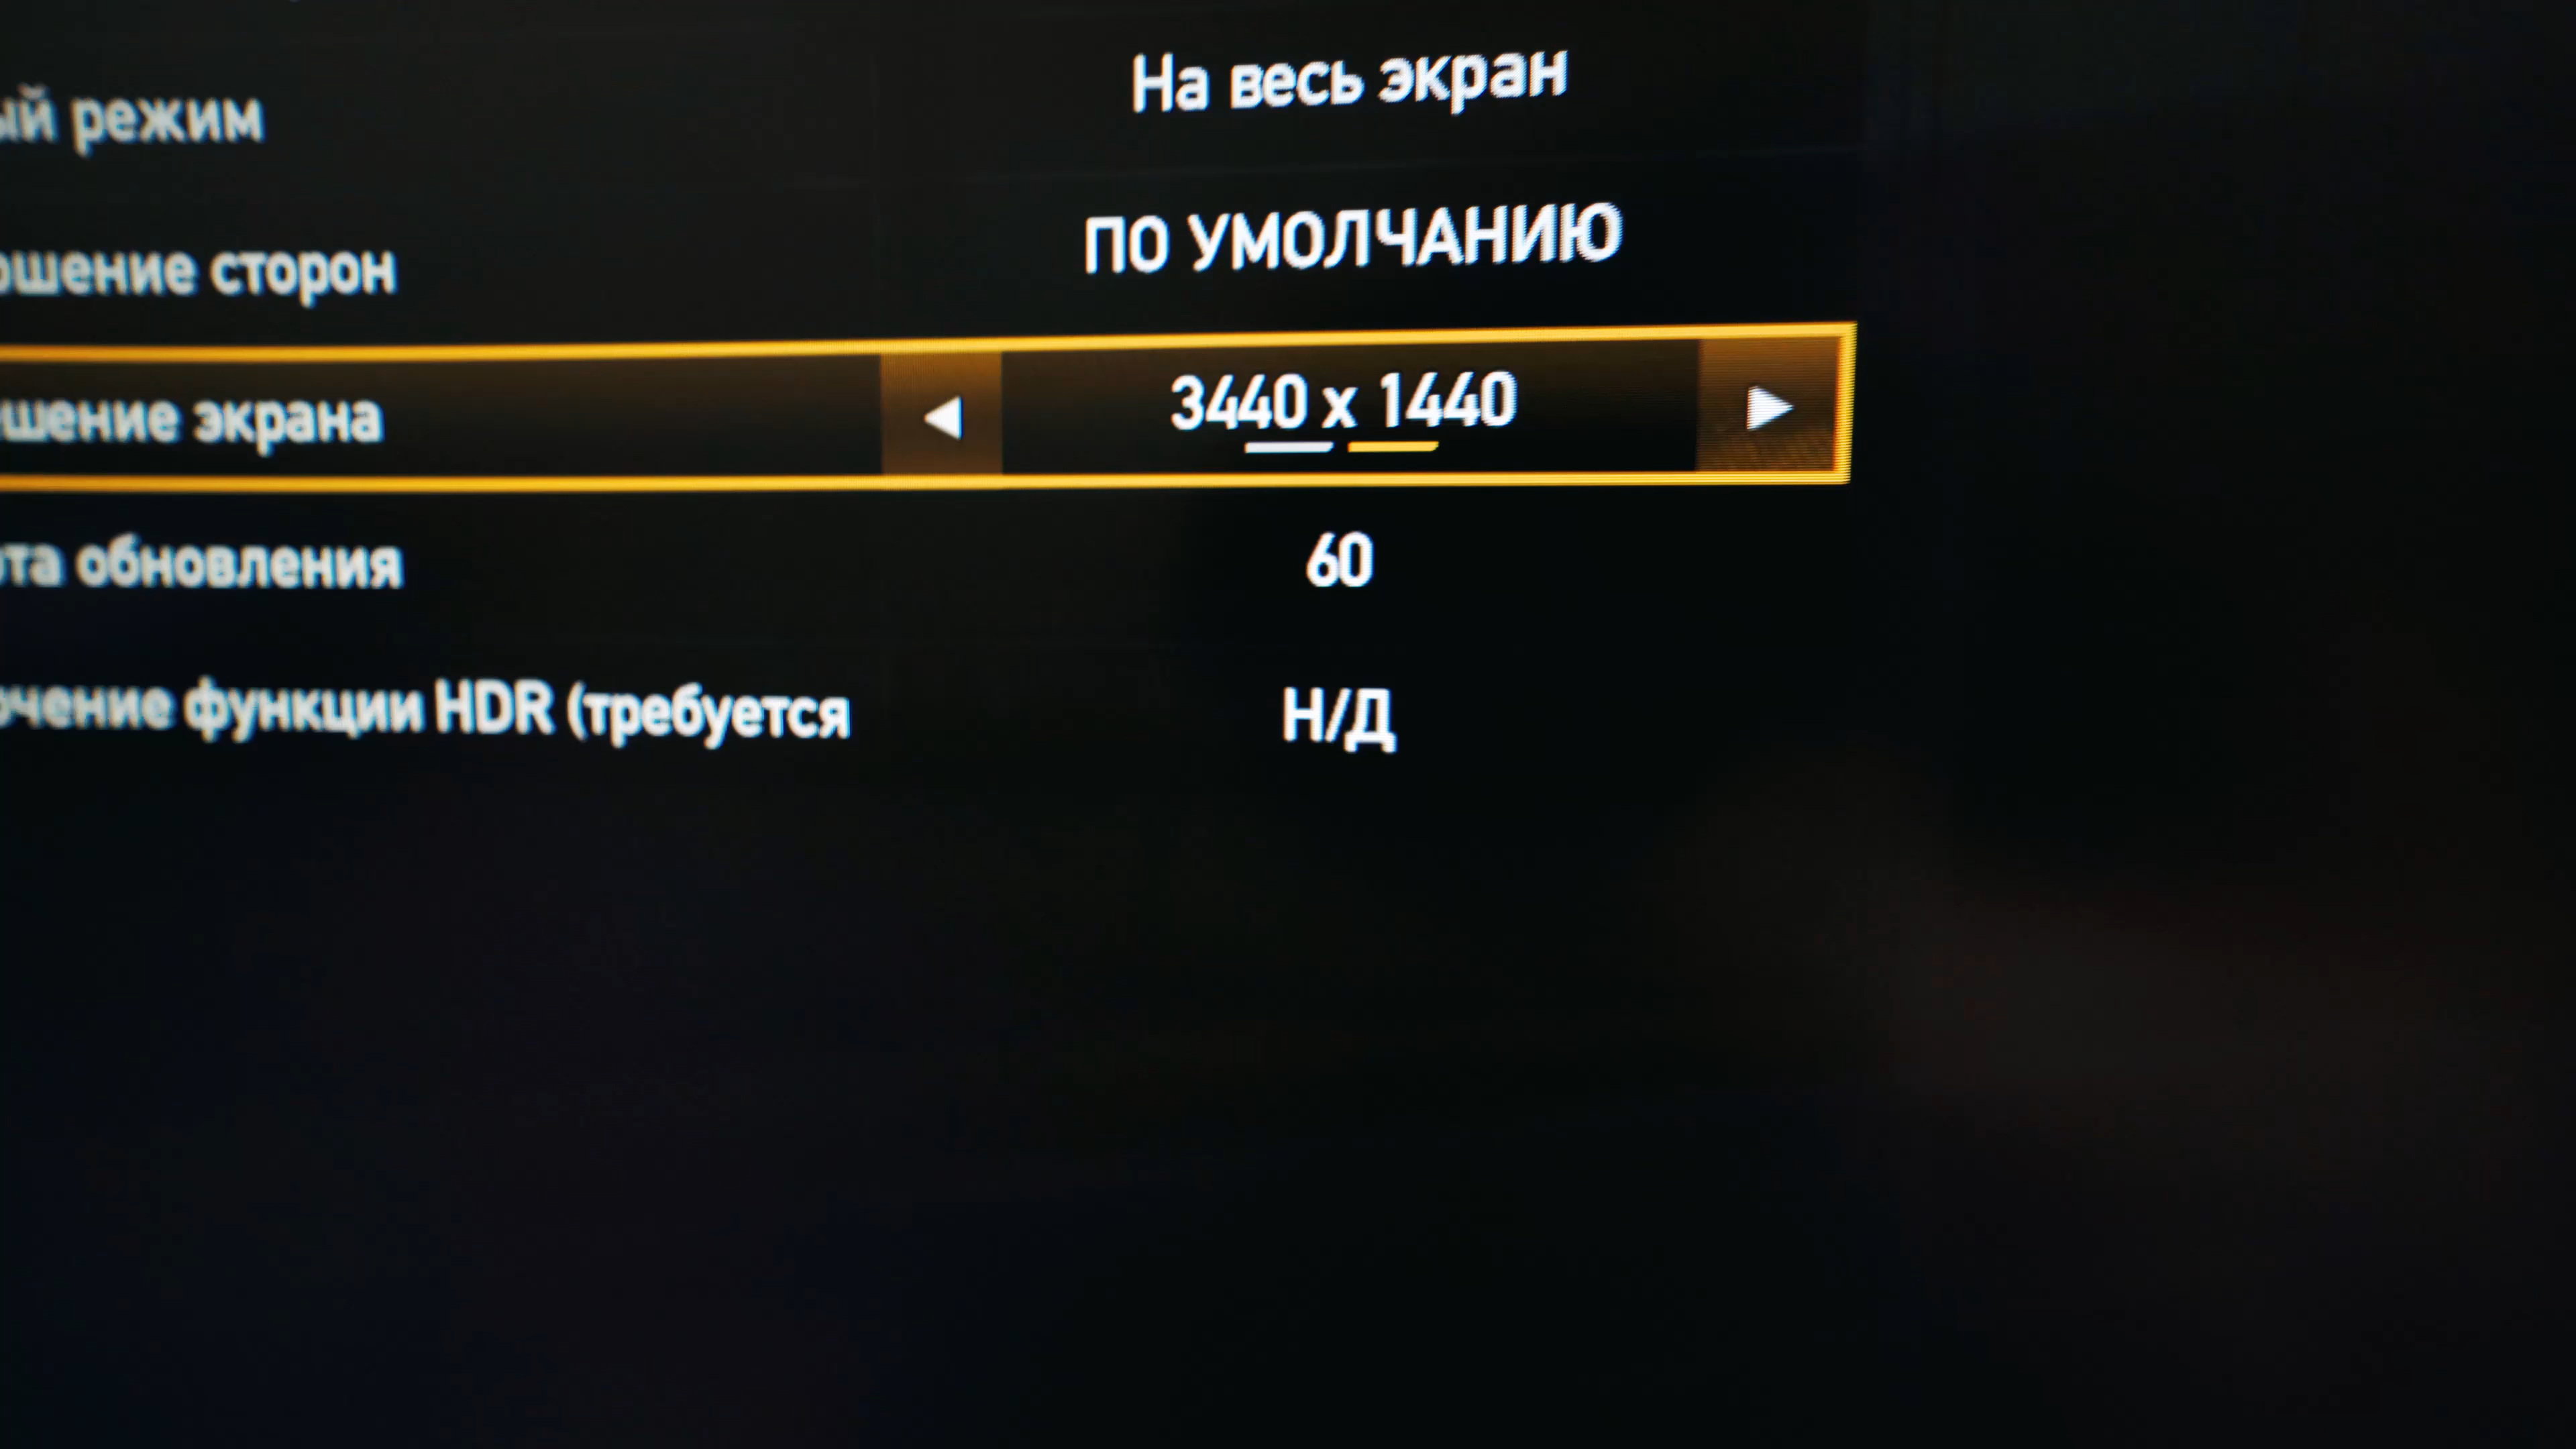 ый режим На весь экран
ошение сторон ПО УМОЛЧАНИЮ
шение экрана 3440 x 1440
ота обновления 60
ючение функции HDR (требуется Н/Д